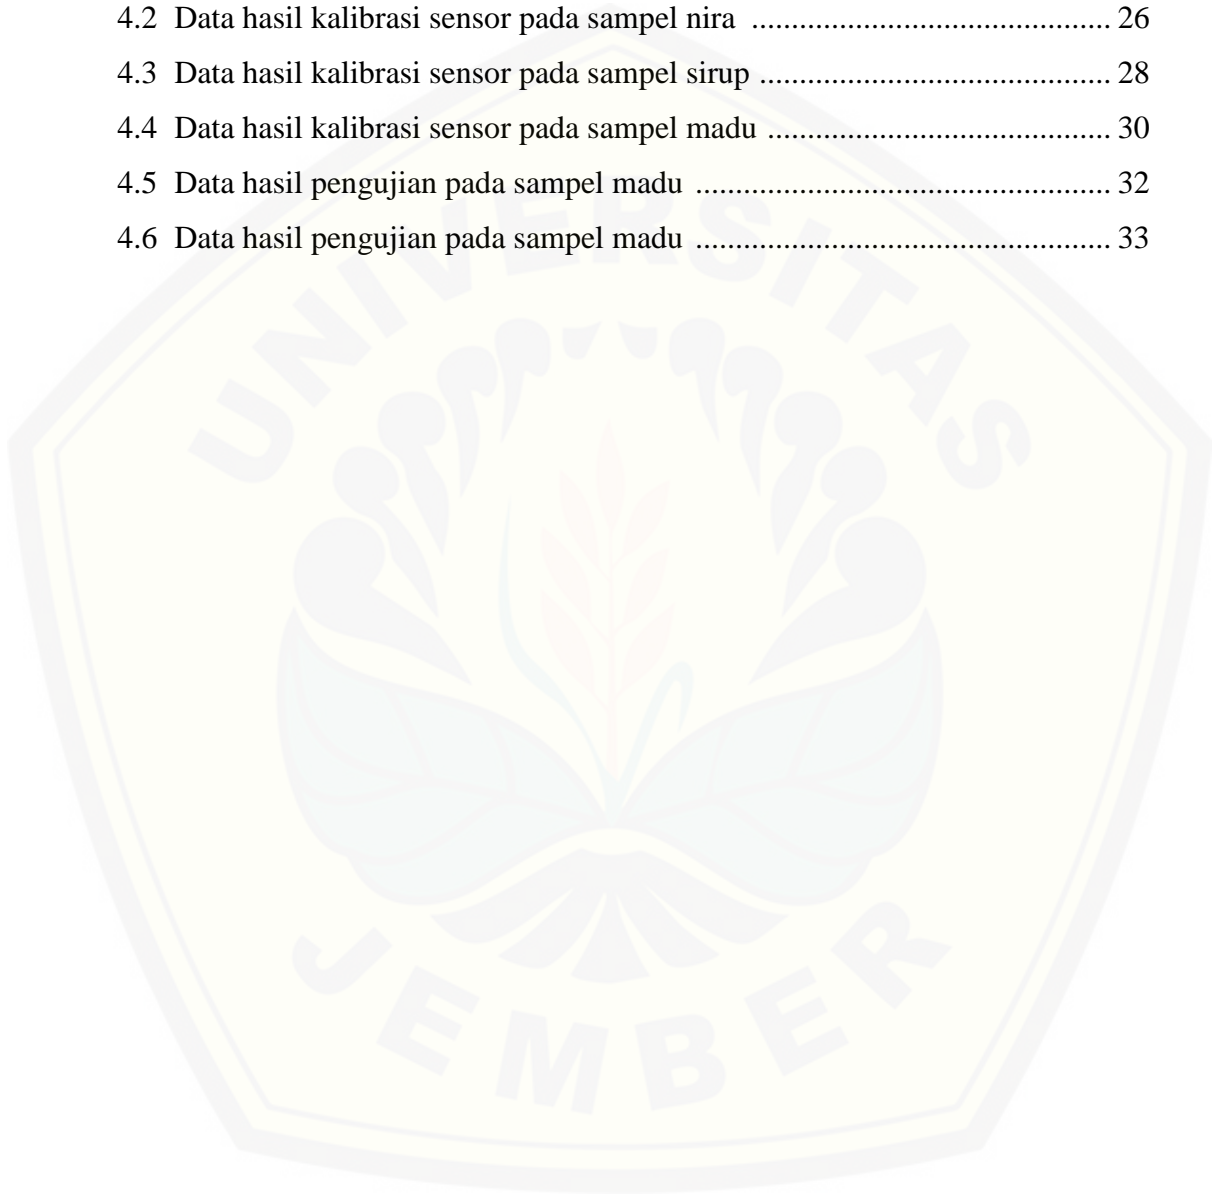 4.2 Data hasil kalibrasi sensor pada sampel nira ............................................. 26
4.3 Data hasil kalibrasi sensor pada sampel sirup ............................................ 28
4.4 Data hasil kalibrasi sensor pada sampel madu ........................................... 30
4.5 Data hasil pengujian pada sampel madu .................................................... 32
4.6 Data hasil pengujian pada sampel madu .................................................... 33
UNIVERSITAS
JEMBER